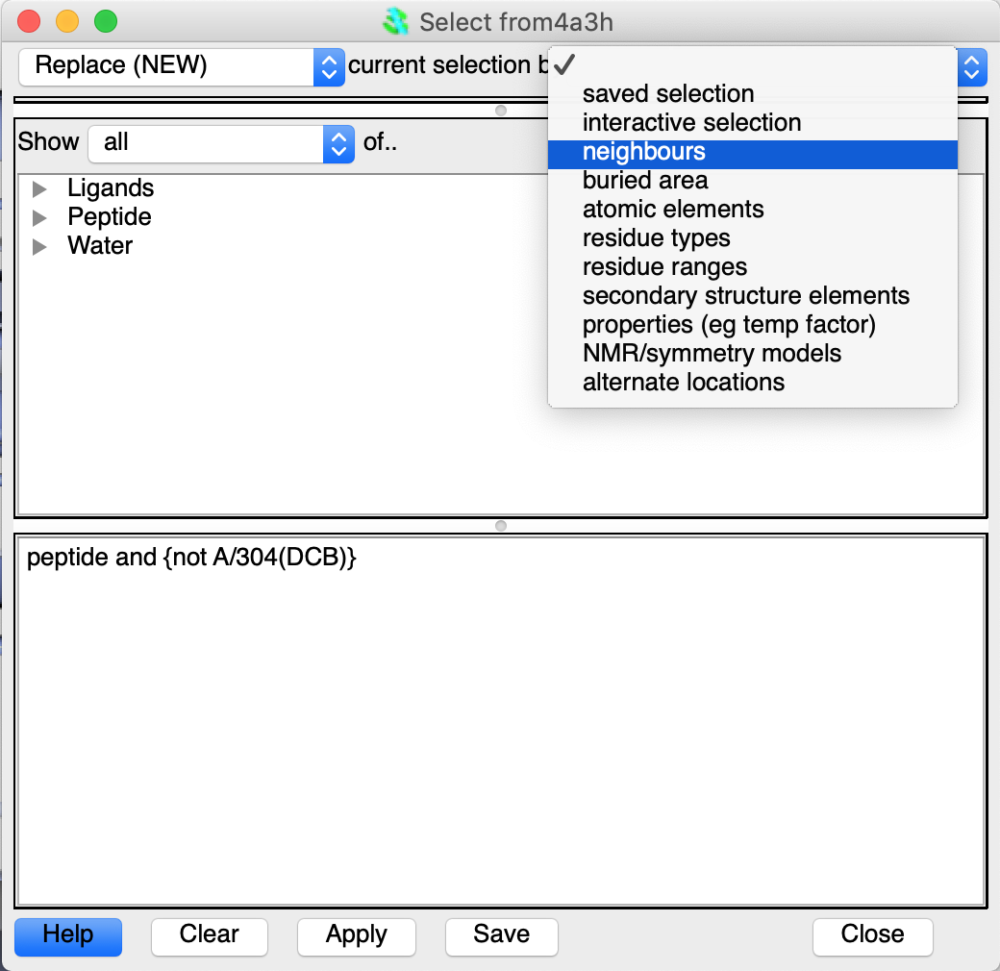 Select from4a3h
Replace (NEW)
current selection b
saved selection
interactive selection
neighbours
buried area
atomic elements
residue types
residue ranges
secondary structure elements
properties (eg temp factor)
NMR/symmetry models
alternate locations
Show all of..
Ligands
Peptide
Water
peptide and {not A/304(DCB)}
Help Clear Apply Save Close